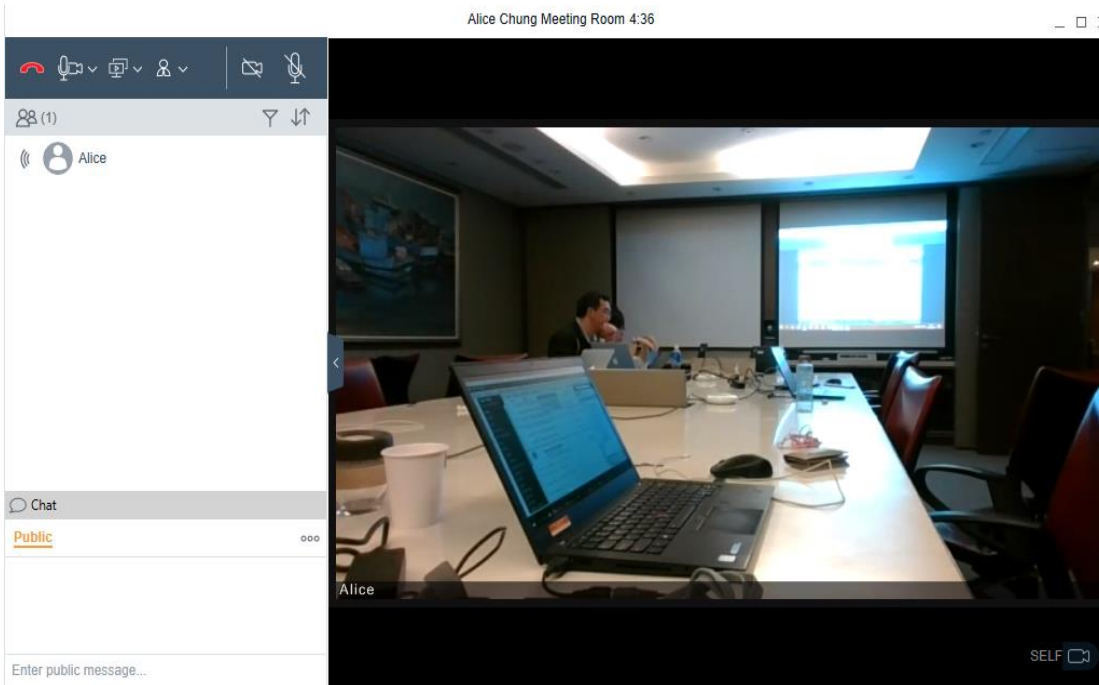 Alice Chung Meeting Room 4:36
(1)
Alice
Chat
Public
Enter public message...
Alice
SELF